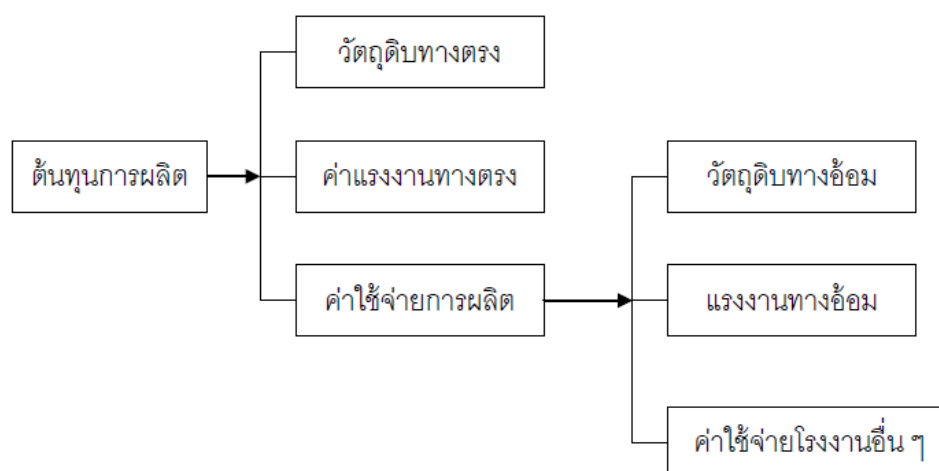 วัตถุดิบทางตรง
ต้นทุนการผลิต
ค่าแรงงานทางตรง
วัตถุดิบทางอ้อม
ค่าใช้จ่ายการผลิต
แรงงานทางอ้อม
ค่าใช้จ่ายโรงงานอื่น ๆ